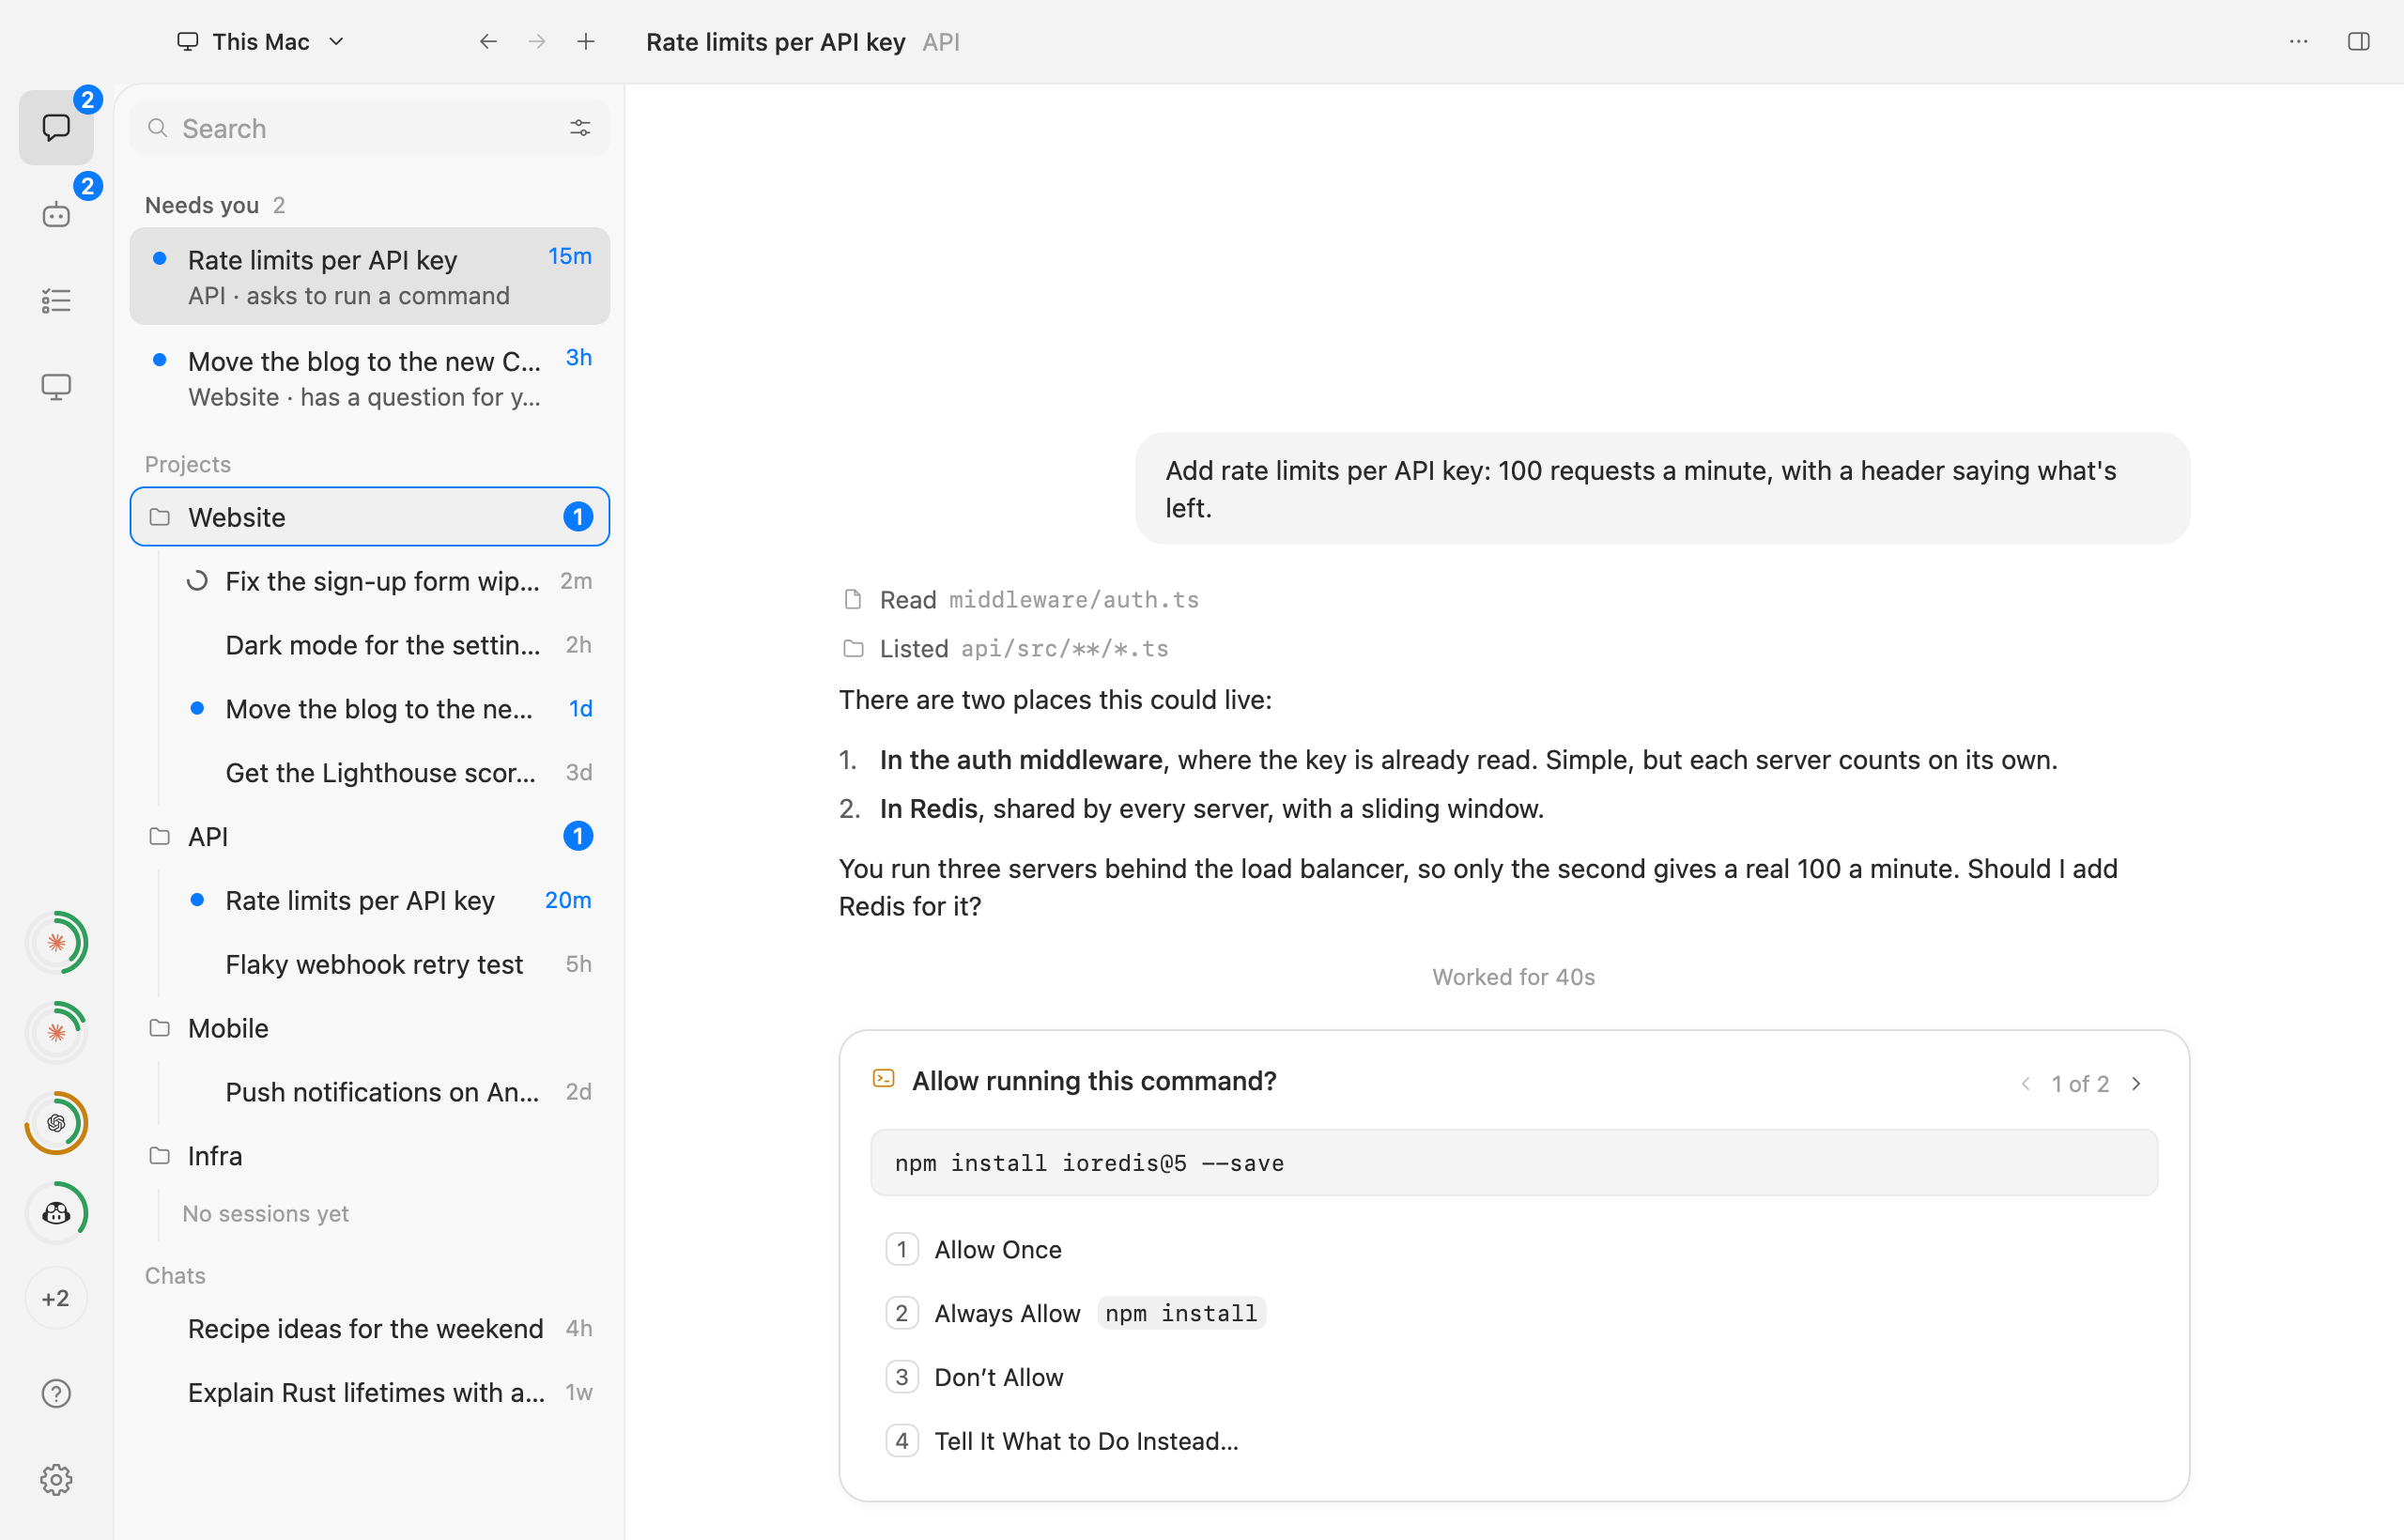 This Mac
Rate limits per API key API
2
2
Search
Needs you 2
Rate limits per API key 15m
API · asks to run a command
Move the blog to the new C... 3h
Website · has a question for y...
Projects
Website 1
Fix the sign-up form wip... 2m
Dark mode for the settin... 2h
Move the blog to the ne... 1d
Get the Lighthouse scor... 3d
API 1
Rate limits per API key 20m
Flaky webhook retry test 5h
Mobile
Push notifications on An... 2d
Infra
No sessions yet
Chats
Recipe ideas for the weekend 4h
Explain Rust lifetimes with a... 1w
+2
Add rate limits per API key: 100 requests a minute, with a header saying what's
left.
Read middleware/auth.ts
Listed api/src/**/*.ts
There are two places this could live:
1. In the auth middleware, where the key is already read. Simple, but each server counts on its own.
2. In Redis, shared by every server, with a sliding window.
You run three servers behind the load balancer, so only the second gives a real 100 a minute. Should I add
Redis for it?
Worked for 40s
Allow running this command? 1 of 2
npm install ioredis@5 --save
1 Allow Once
2 Always Allow npm install
3 Don’t Allow
4 Tell It What to Do Instead...